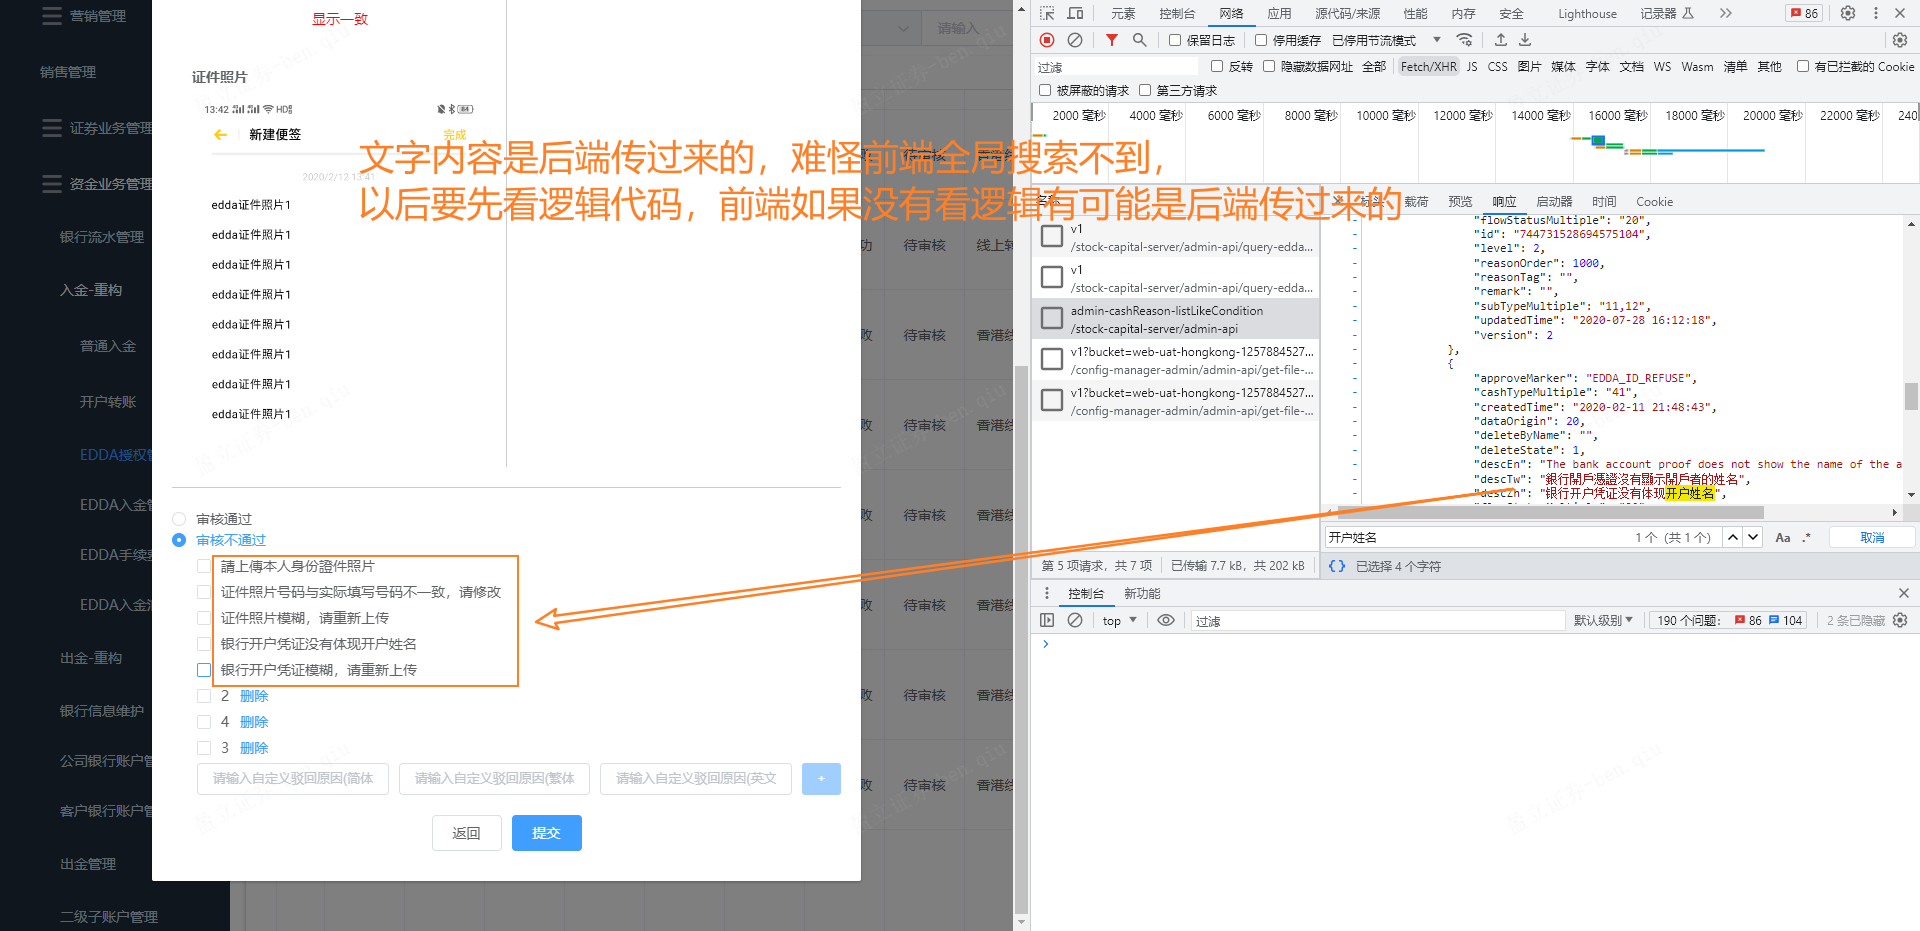 营销管理
销售管理
证券业务管理
资金业务管理
银行流水管理
入金-重构
普通入金
开户转账
EDDA授权管
EDDA入金管
EDDA手续费
EDDA入金
出金-重构
银行信息维护
公司银行账户管
客户银行账户管
出金管理
二级子账户管理
显示一致
证件照片
13:42
HD
84
新建便签
完成
2020/2/12 13:41
edda证件照片1
edda证件照片1
edda证件照片1
edda证件照片1
edda证件照片1
edda证件照片1
edda证件照片1
edda证件照片1
文字内容是后端传过来的，难怪前端全局搜索不到，
以后要先看逻辑代码，前端如果没有看逻辑有可能是后端传过来的
审核通过
审核不通过
請上傳本人身份證件照片
证件照片号码与实际填写号码不一致，请修改
证件照片模糊，请重新上传
银行开户凭证没有体现开户姓名
银行开户凭证模糊，请重新上传
2 删除
4 删除
3 删除
请输入自定义驳回原因(简体
请输入自定义驳回原因(繁体
请输入自定义驳回原因(英文
+
返回
提交
请输入
败 待审核 香港线
功 待审核 线上转
败 待审核 香港线
败 待审核 香港线
败 待审核 香港线
败 待审核 香港线
败 待审核 香港线
盈立证券-ben.qiu
元素 控制台 网络 应用 源代码/来源 性能 内存 安全 Lighthouse 记录器 86
保留日志 停用缓存 已停用节流模式
过滤 反转 隐藏数据网址 全部 Fetch/XHR JS CSS 图片 媒体 字体 文档 WS Wasm 清单 其他 有已拦截的 Cookie
被屏蔽的请求 第三方请求
2000 毫秒 4000 毫秒 6000 毫秒 8000 毫秒 10000 毫秒 12000 毫秒 14000 毫秒 16000 毫秒 18000 毫秒 20000 毫秒 22000 毫秒 240
名称
标头 载荷 预览 响应 启动器 时间 Cookie
v1
/stock-capital-server/admin-api/query-edda...
v1
/stock-capital-server/admin-api/query-edda...
admin-cashReason-listLikeCondition
/stock-capital-server/admin-api
v1?bucket=web-uat-hongkong-1257884527...
/config-manager-admin/admin-api/get-file-...
v1?bucket=web-uat-hongkong-1257884527...
/config-manager-admin/admin-api/get-file-...
第 5 项请求，共 7 项 已传输 7.7 kB，共 202 kB
"flowStatusMultiple": "20",
"id": "744731528694575104",
"level": 2,
"reasonOrder": 1000,
"reasonTag": "",
"remark": "",
"subTypeMultiple": "11,12",
"updatedTime": "2020-07-28 16:12:18",
"version": 2
},
{
"approveMarker": "EDDA_ID_REFUSE",
"cashTypeMultiple": "41",
"createdTime": "2020-02-11 21:48:43",
"dataOrigin": 20,
"deleteByName": "",
"deleteState": 1,
"descEn": "The bank account proof does not show the name of the a
"descTw": "銀行開戶憑證沒有顯示開戶者的姓名",
"descZh": "银行开户凭证没有体现开户姓名",
开户姓名 1 个（共 1 个） Aa .* 取消
{} 已选择 4 个字符
控制台 新功能
top 过滤 默认级别 190 个问题: 86 104 2 条已隐藏